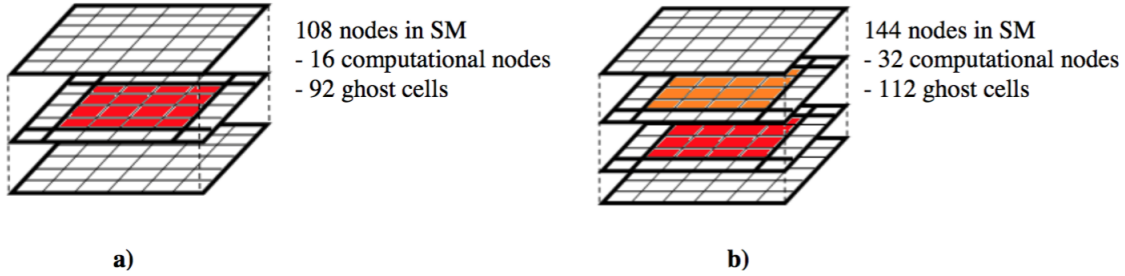 108 nodes in SM
- 16 computational nodes
- 92 ghost cells
144 nodes in SM
- 32 computational nodes
- 112 ghost cells
a)
b)